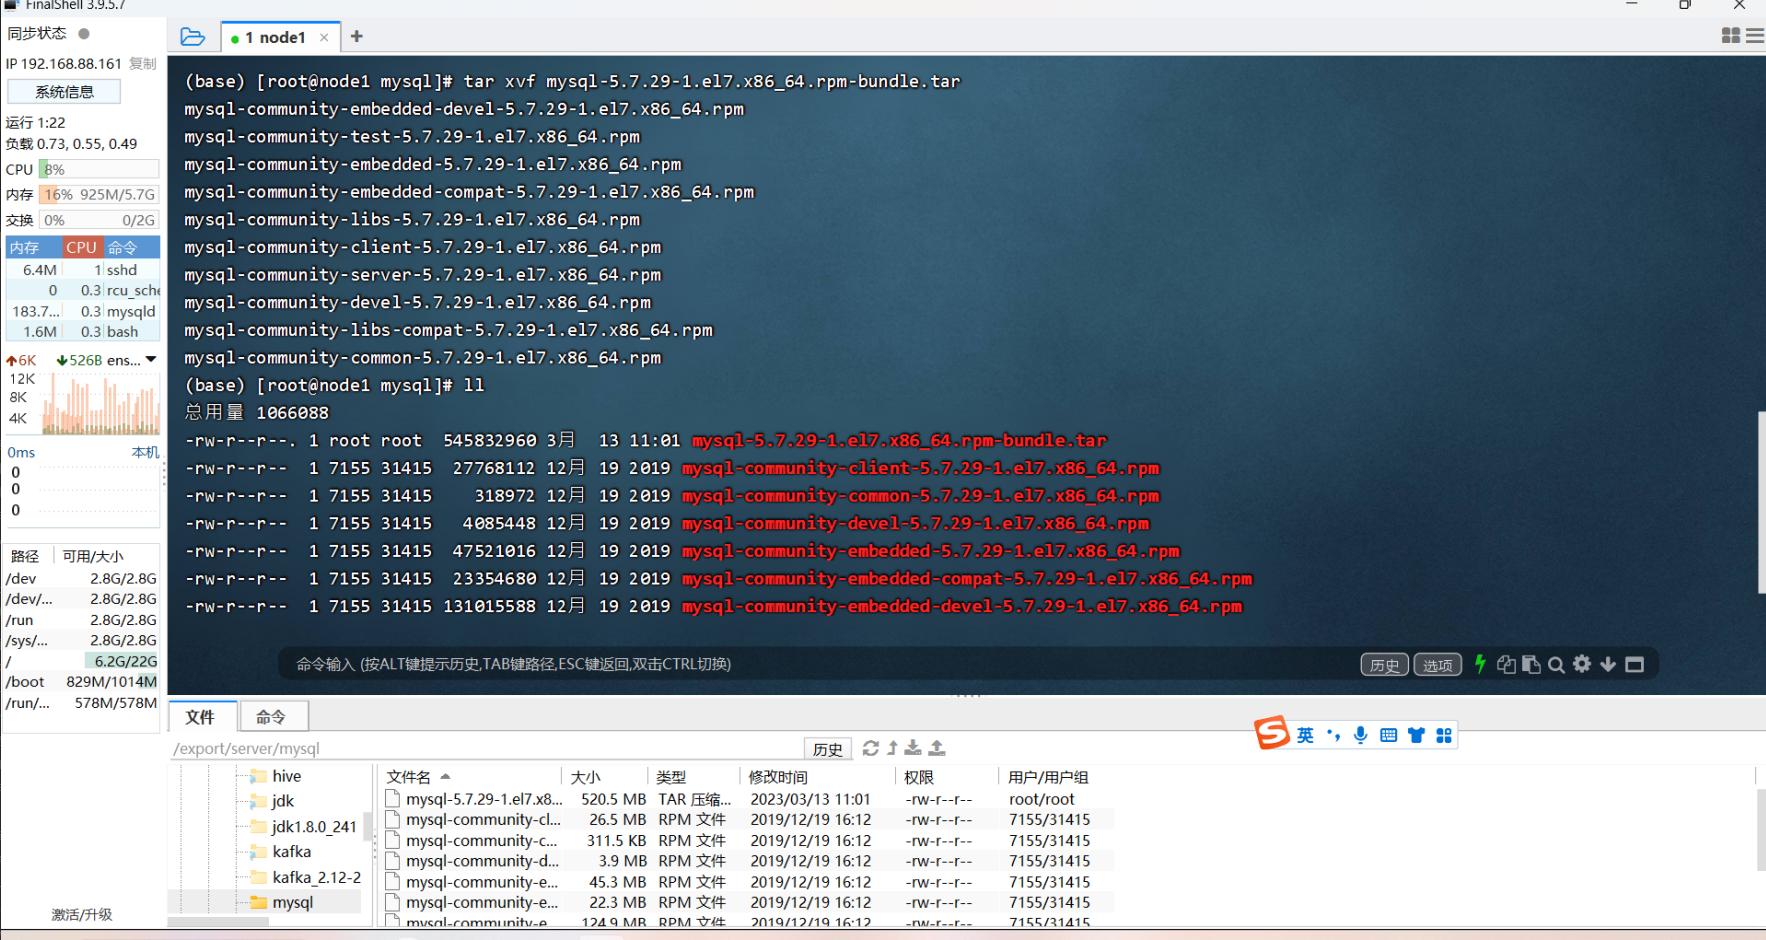 FinalShell 3.9.5.7
同步状态
IP 192.168.88.161 复制
系统信息
运行 1:22
负载 0.73, 0.55, 0.49
CPU 8%
内存 16% 925M/5.7G
交换 0% 0/2G
内存 CPU 命令
6.4M 1 sshd
0 0.3 rcu_sche
183.7... 0.3 mysqld
1.6M 0.3 bash
6K 526B ens...
12K
8K
4K
0ms 本机
0
0
0
路径 可用/大小
/dev 2.8G/2.8G
/dev/... 2.8G/2.8G
/run 2.8G/2.8G
/sys/... 2.8G/2.8G
/ 6.2G/22G
/boot 829M/1014M
/run/... 578M/578M
激活/升级
1 node1 × +
(base) [root@node1 mysql]# tar xvf mysql-5.7.29-1.el7.x86_64.rpm-bundle.tar
mysql-community-embedded-devel-5.7.29-1.el7.x86_64.rpm
mysql-community-test-5.7.29-1.el7.x86_64.rpm
mysql-community-embedded-5.7.29-1.el7.x86_64.rpm
mysql-community-embedded-compat-5.7.29-1.el7.x86_64.rpm
mysql-community-libs-5.7.29-1.el7.x86_64.rpm
mysql-community-client-5.7.29-1.el7.x86_64.rpm
mysql-community-server-5.7.29-1.el7.x86_64.rpm
mysql-community-devel-5.7.29-1.el7.x86_64.rpm
mysql-community-libs-compat-5.7.29-1.el7.x86_64.rpm
mysql-community-common-5.7.29-1.el7.x86_64.rpm
(base) [root@node1 mysql]# ll
总用量 1066088
-rw-r--r--. 1 root root 545832960 3月 13 11:01 mysql-5.7.29-1.el7.x86_64.rpm-bundle.tar
-rw-r--r-- 1 7155 31415 27768112 12月 19 2019 mysql-community-client-5.7.29-1.el7.x86_64.rpm
-rw-r--r-- 1 7155 31415 318972 12月 19 2019 mysql-community-common-5.7.29-1.el7.x86_64.rpm
-rw-r--r-- 1 7155 31415 4085448 12月 19 2019 mysql-community-devel-5.7.29-1.el7.x86_64.rpm
-rw-r--r-- 1 7155 31415 47521016 12月 19 2019 mysql-community-embedded-5.7.29-1.el7.x86_64.rpm
-rw-r--r-- 1 7155 31415 23354680 12月 19 2019 mysql-community-embedded-compat-5.7.29-1.el7.x86_64.rpm
-rw-r--r-- 1 7155 31415 131015588 12月 19 2019 mysql-community-embedded-devel-5.7.29-1.el7.x86_64.rpm
命令输入 (按ALT键提示历史,TAB键路径,ESC键返回,双击CTRL切换) 历史 选项
文件 命令
S 英
/export/server/mysql 历史
hive
jdk
jdk1.8.0_241
kafka
kafka_2.12-2
mysql
文件名 大小 类型 修改时间 权限 用户/用户组
mysql-5.7.29-1.el7.x8... 520.5 MB TAR 压缩... 2023/03/13 11:01 -rw-r--r-- root/root
mysql-community-cl... 26.5 MB RPM 文件 2019/12/19 16:12 -rw-r--r-- 7155/31415
mysql-community-c... 311.5 KB RPM 文件 2019/12/19 16:12 -rw-r--r-- 7155/31415
mysql-community-d... 3.9 MB RPM 文件 2019/12/19 16:12 -rw-r--r-- 7155/31415
mysql-community-e... 45.3 MB RPM 文件 2019/12/19 16:12 -rw-r--r-- 7155/31415
mysql-community-e... 22.3 MB RPM 文件 2019/12/19 16:12 -rw-r--r-- 7155/31415
mysql-community-e 124.9 MB RPM 文件 2019/12/19 16:12 -rw-r--r-- 7155/31415